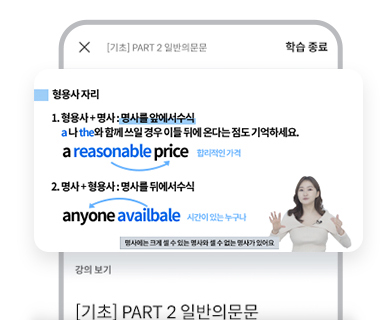 [기초] PART 2 일반의문문
학습 종료
형용사 자리
1. 형용사 + 명사 : 명사를 앞에서 수식
a 나 the와 함께 쓰일 경우 이들 뒤에 온다는 점도 기억하세요.
a reasonable price 합리적인 가격
2. 명사 + 형용사 : 명사를 뒤에서 수식
anyone availbale 시간이 있는 누구나
명사에는 크게 셀 수 있는 명사와 셀 수 없는 명사가 있어요
강의 보기
[기초] PART 2 일반의문문